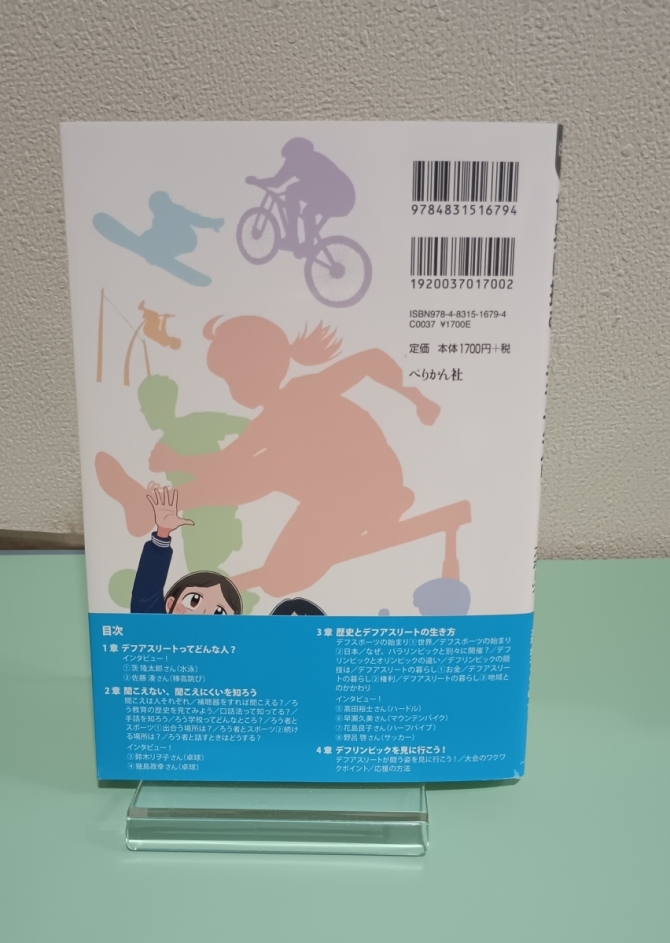 9784831516794
1920037017002
ISBN978-4-8315-1679-4
C0037 ¥1700E
定価 本体1700円+税
ぺりかん社
目次
1章 デフアスリートってどんな人?
インタビュー!
①茨 隆太郎さん(水泳)
②佐藤 湊さん(棒高跳び)
2章 聞こえない、聞こえにくいを知ろう
聞こえは人それぞれ/補聴器をすれば聞こえる?/ろ
う教育の歴史を見てみよう/口話法って知ってる?/
手話を知ろう/ろう学校ってどんなところ?/ろう者と
スポーツ①出合う場所は?/ろう者とスポーツ②続け
る場所は?/ろう者と話すときはどうする?
インタビュー!
③鈴木リヲ子さん(卓球)
④亀島政幸さん(卓球)
3章 歴史とデフアスリートの生き方
デフスポーツの始まり①世界/デフスポーツの始まり
②日本/なぜ、パラリンピックと別々に開催?/デフ
リンピックとオリンピックの違い/デフリンピックの競
技は/デフアスリートの暮らし①お金/デフアスリー
トの暮らし②権利/デフアスリートの暮らし③地域と
のかかわり
インタビュー!
⑤髙田裕士さん(ハードル)
⑥早瀬久美さん(マウンテンバイク)
⑦花島良子さん(ハーフパイプ)
⑧野呂 啓さん(サッカー)
4章 デフリンピックを見に行こう!
デフアスリートが闘う姿を見に行こう!/大会のワクワ
クポイント/応援の方法